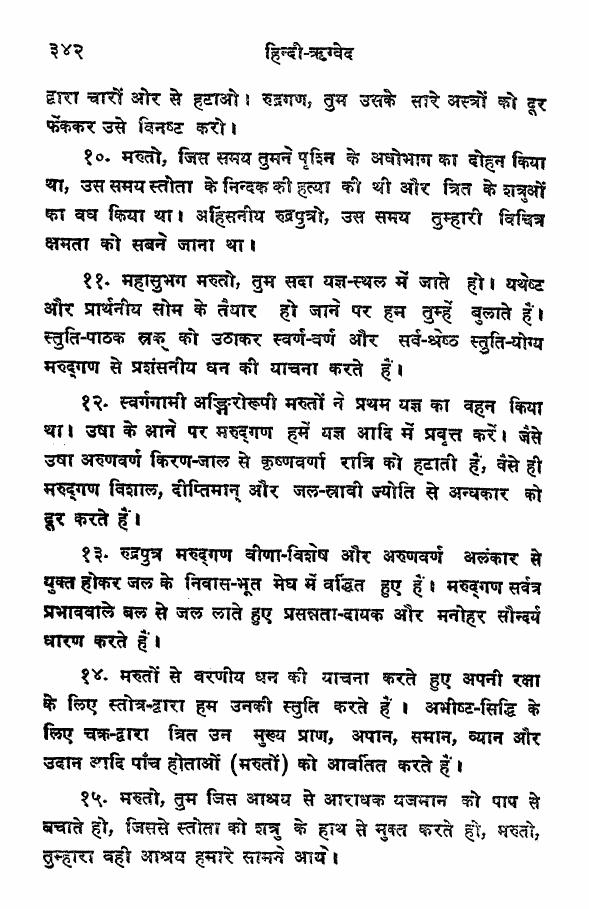 ३४२ हिन्दी-ऋग्वेद
द्वारा चारों ओर से हटाओ। रुद्रगण, तुम उसके सारे अस्त्रों को दूर
फेंककर उसे विनष्ट करो।
१०. मरुतो, जिस समय तुमने पृश्नि के अधोभाग का दोहन किया
था, उस समय स्तोता के निन्दक की हत्या की थी और त्रित के शत्रुओं
का वध किया था। अहिंसनीय रुद्रपुत्रो, उस समय तुम्हारी विचित्र
क्षमता को सबने जाना था।
११. महासुभग मरुतो, तुम सदा यज्ञ-स्थल में जाते हो। यथेष्ट
और प्रार्थनीय सोम के तैयार हो जाने पर हम तुम्हें बुलाते हैं।
स्तुति-पाठक स्रक् को उठाकर स्वर्ण-वर्ण और सर्व-श्रेष्ठ स्तुति-योग्य
मरुद्गण से प्रशंसनीय धन की याचना करते हैं।
१२. स्वर्गगामी अङ्गिरोरूपी मरुतों ने प्रथम यज्ञ का वहन किया
था। उषा के आने पर मरुद्गण हमें यज्ञ आदि में प्रवृत्त करें। जैसे
उषा अरुणवर्ण किरण-जाल से कृष्णवर्णा रात्रि को हटाती हैं, वैसे ही
मरुद्गण विशाल, दीप्तिमान् और जल-स्रावी ज्योति से अन्धकार को
दूर करते हैं।
१३. रुद्रपुत्र मरुद्गण वीणा-विशेष और अरुणवर्ण अलंकार से
युक्त होकर जल के निवास-भूत मेघ में वर्द्धित हुए हैं। मरुद्गण सर्वत्र
प्रभाववाले बल से जल लाते हुए प्रसन्नता-दायक और मनोहर सौन्दर्य
धारण करते हैं।
१४. मरुतों से वरणीय धन की याचना करते हुए अपनी रक्षा
के लिए स्तोत्र-द्वारा हम उनकी स्तुति करते हैं। अभीष्ट-सिद्धि के
लिए चक्र-द्वारा त्रित उन मुख्य प्राण, अपान, समान, व्यान और
उदान आदि पाँच होताओं (मरुतों) को आवर्तित करते हैं।
१५. मरुतो, तुम जिस आश्रय से आराधक यजमान को पाप से
बचाते हो, जिससे स्तोता को शत्रु के हाथ से मुक्त करते हो, मरुतो,
तुम्हारा वही आश्रय हमारे सामने आये।